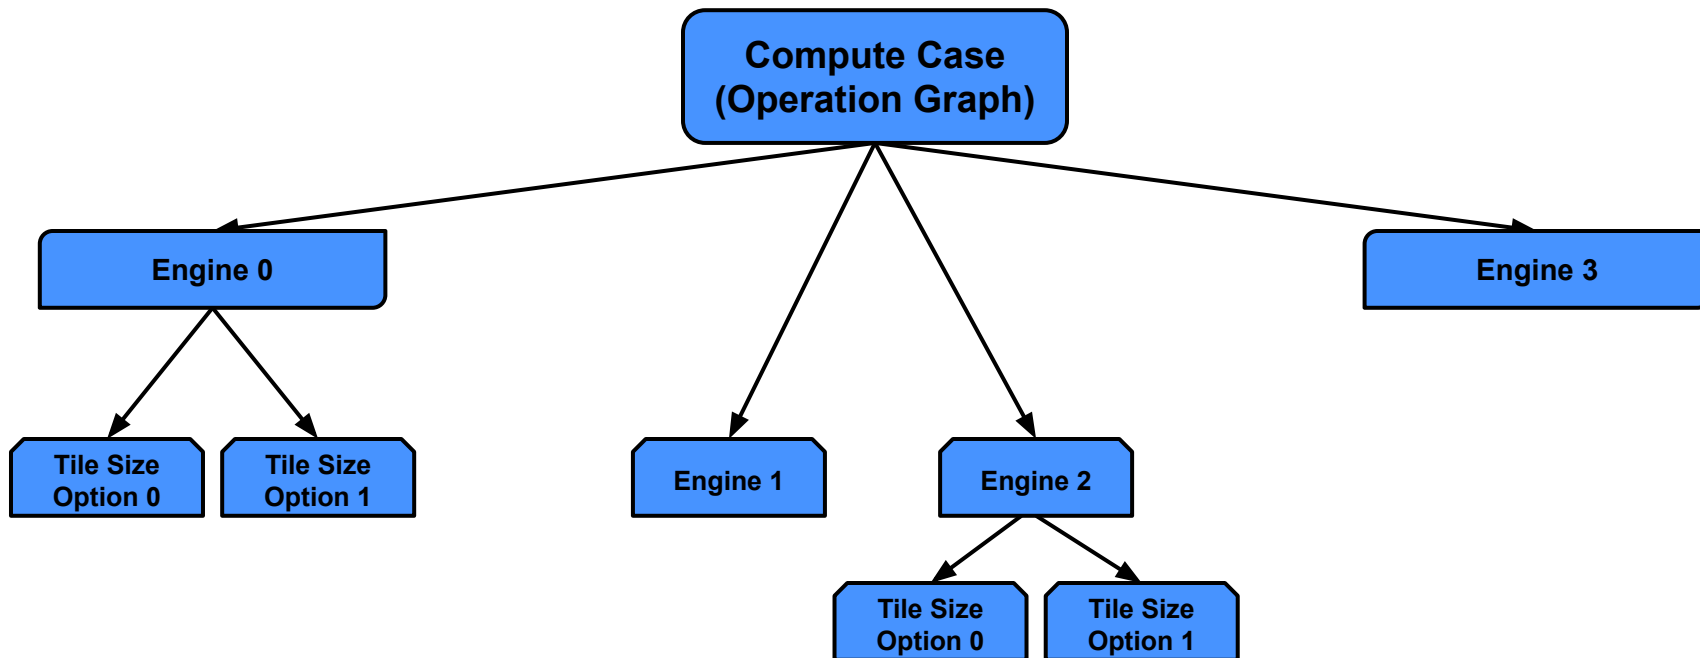 Compute Case
(Operation Graph)
Engine 0
Engine 3
Tile Size
Option 0
Tile Size
Option 1
Engine 1
Engine 2
Tile Size
Option 0
Tile Size
Option 1